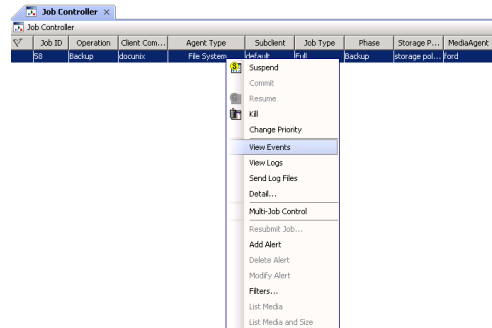 Job Controller ×
Job Controller
Job ID Operation Client Com... Agent Type Subclient Job Type Phase Storage P... MediaAgent
58 Backup docunix File System default Full Backup storage pol... ford
Suspend
Commit
Resume
Kill
Change Priority
View Events
View Logs
Send Log Files
Detail...
Multi-Job Control
Resubmit Job...
Add Alert
Delete Alert
Modify Alert
Filters...
List Media
List Media and Size